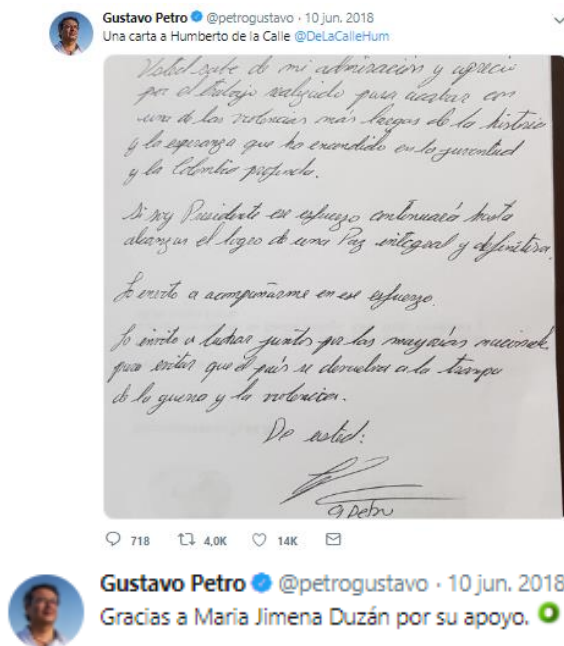 Gustavo Petro @petrogustavo · 10 jun. 2018
Una carta a Humberto de la Calle @DeLaCalleHum
Usted sabe de mi admiración y aprecio
por el trabajo realizado para acabar con
una de las violencias más largas de la historia
y la esperanza que ha encendido en la juventud
y la Colombia profunda.
Si soy Presidente ese esfuerzo continuará hasta
alcanzar el logro de una Paz integral y definitiva.
Lo invito a acompañarme en ese esfuerzo.
Lo invito a luchar juntos por las mayorías
para evitar que el país se devuelva a la trampa
de la guerra y la violencia.
De usted:
G Petro
718 4,0K 14K
Gustavo Petro @petrogustavo · 10 jun. 2018
Gracias a Maria Jimena Duzán por su apoyo.